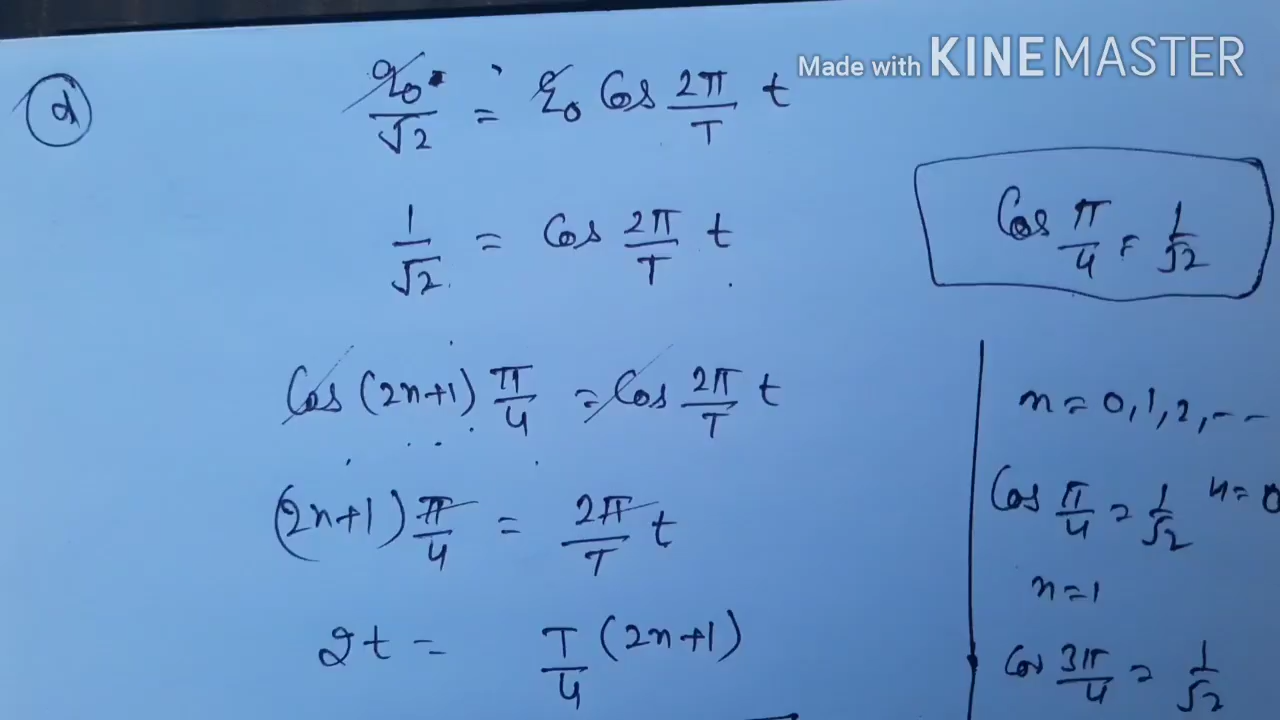 Made with KINEMASTER
d
q₀/√2 = q₀ Cos 2π/T t
1/√2 = Cos 2π/T t
Cos π/4 = 1/√2
Cos (2n+1) π/4 = Cos 2π/T t
(2n+1) π/4 = 2π/T t
2t = T/4 (2n+1)
n = 0, 1, 2, --
Cos π/4 = 1/√2 n=0
n=1
Cos 3π/4 = 1/√2